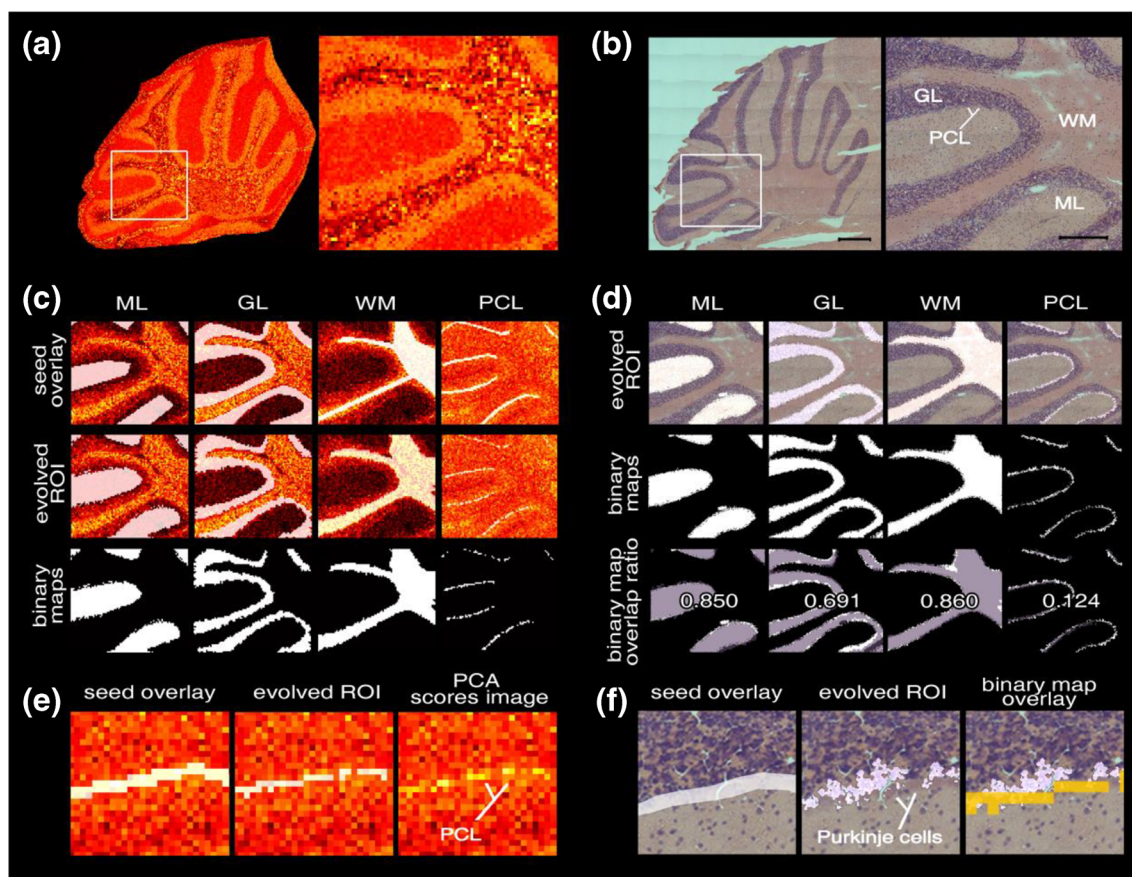 (a)
(b)
GL
PCL
WM
ML
(c)
ML GL WM PCL
seed overlay
evolved ROI
binary maps
(d)
ML GL WM PCL
evolved ROI
binary maps
binary map overlap ratio
0.850 0.691 0.860 0.124
(e)
seed overlay
evolved ROI
PCA
scores image
PCL
(f)
seed overlay
evolved ROI
binary map
overlay
Purkinje cells